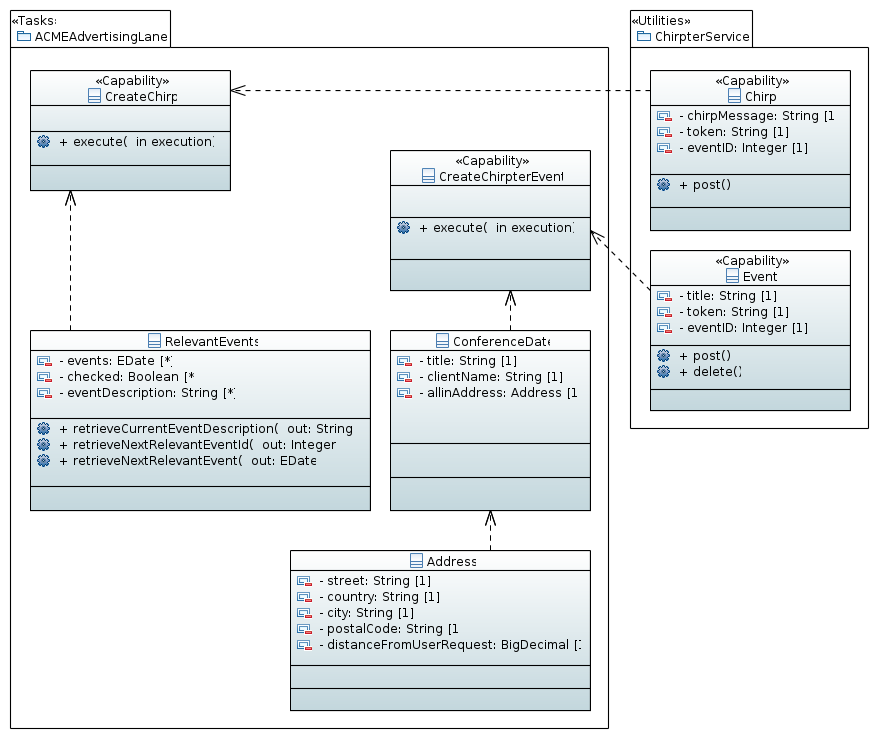 «Tasks:
ACMEAdvertisingLane
«Capability»
CreateChirp
+ execute( in execution)
«Capability»
CreateChirpterEvent
+ execute( in execution)
RelevantEvents
- events: EDate [*]
- checked: Boolean [*
- eventDescription: String [*]
+ retrieveCurrentEventDescription( out: String
+ retrieveNextRelevantEventId( out: Integer
+ retrieveNextRelevantEvent( out: EDate
ConferenceDate
- title: String [1]
- clientName: String [1]
- allinAddress: Address [1
Address
- street: String [1]
- country: String [1]
- city: String [1]
- postalCode: String [1
- distanceFromUserRequest: BigDecimal [1
«Utilities»
ChirpterService
«Capability»
Chirp
- chirpMessage: String [1
- token: String [1]
- eventID: Integer [1]
+ post()
«Capability»
Event
- title: String [1]
- token: String [1]
- eventID: Integer [1]
+ post()
+ delete()